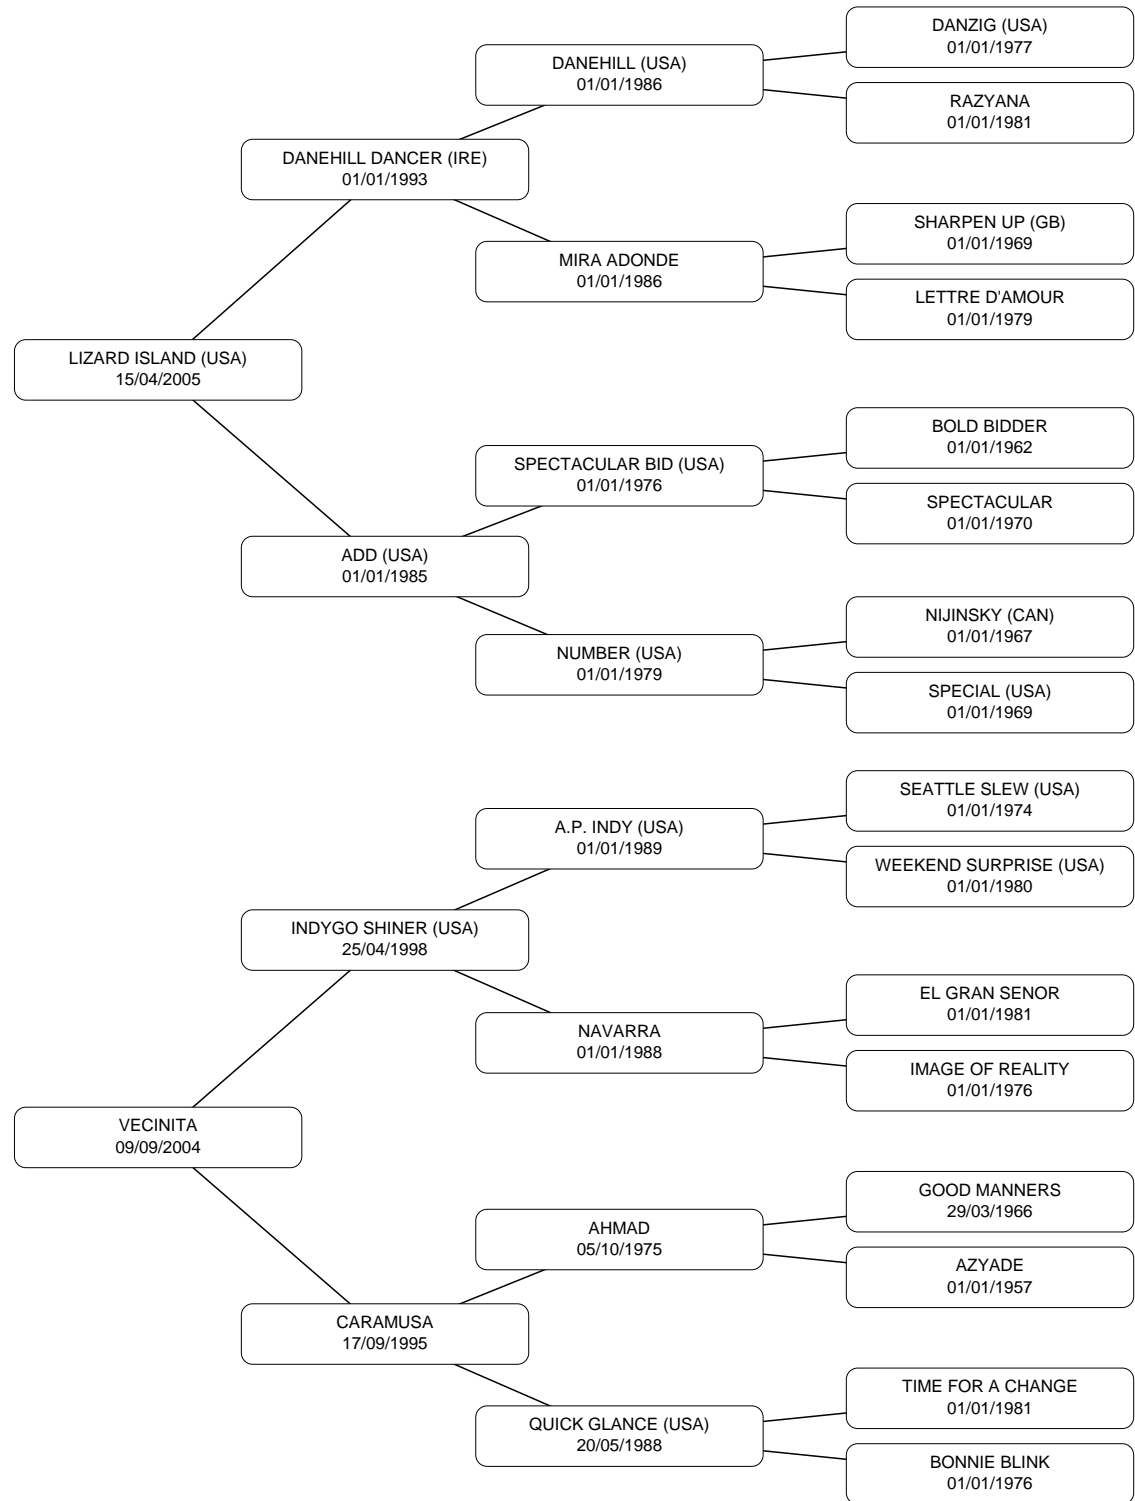 DANZIG (USA)
01/01/1977
DANEHILL (USA)
01/01/1986
RAZYANA
01/01/1981
DANEHILL DANCER (IRE)
01/01/1993
SHARPEN UP (GB)
01/01/1969
MIRA ADONDE
01/01/1986
LETTRE D'AMOUR
01/01/1979
LIZARD ISLAND (USA)
15/04/2005
BOLD BIDDER
01/01/1962
SPECTACULAR BID (USA)
01/01/1976
SPECTACULAR
01/01/1970
ADD (USA)
01/01/1985
NIJINSKY (CAN)
01/01/1967
NUMBER (USA)
01/01/1979
SPECIAL (USA)
01/01/1969
SEATTLE SLEW (USA)
01/01/1974
A.P. INDY (USA)
01/01/1989
WEEKEND SURPRISE (USA)
01/01/1980
INDYGO SHINER (USA)
25/04/1998
EL GRAN SENOR
01/01/1981
NAVARRA
01/01/1988
IMAGE OF REALITY
01/01/1976
VECINITA
09/09/2004
GOOD MANNERS
29/03/1966
AHMAD
05/10/1975
AZYADE
01/01/1957
CARAMUSA
17/09/1995
TIME FOR A CHANGE
01/01/1981
QUICK GLANCE (USA)
20/05/1988
BONNIE BLINK
01/01/1976